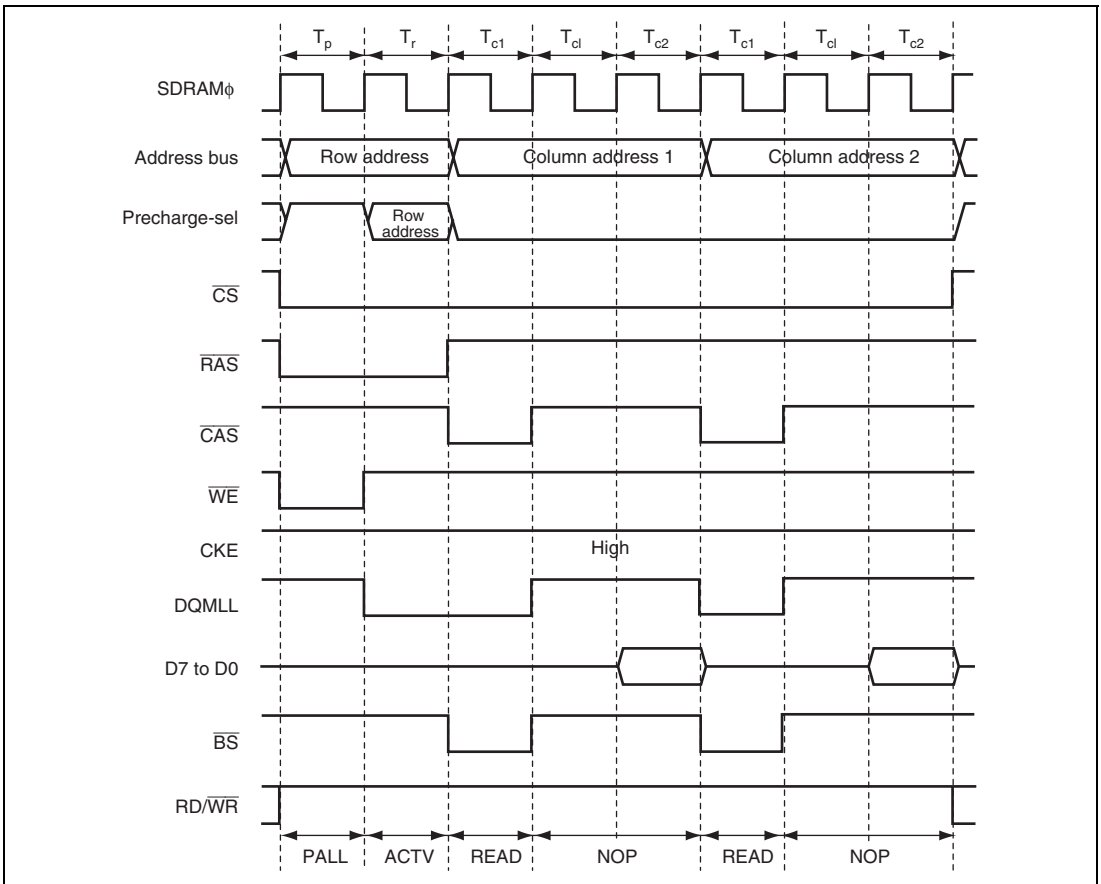 Tp Tr Tc1 Tcl Tc2 Tc1 Tcl Tc2
SDRAMφ
Address bus Row address Column address 1 Column address 2
Precharge-sel Row address
CS
RAS
CAS
WE
CKE High
DQMLL
D7 to D0
BS
RD/WR
PALL ACTV READ NOP READ NOP